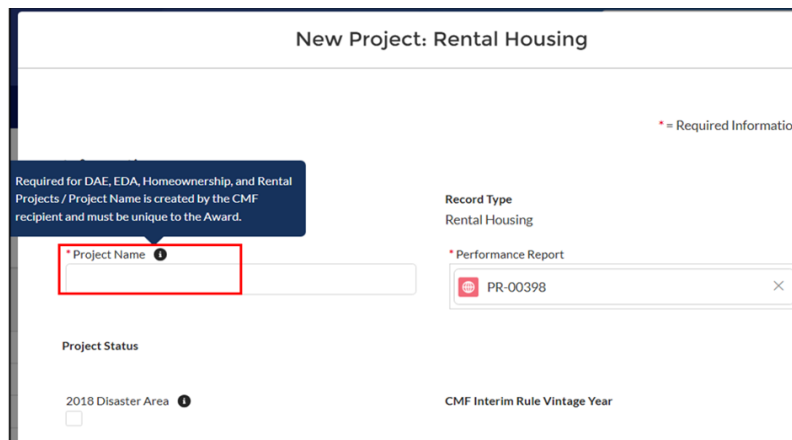 New Project: Rental Housing
* = Required Informatio
Required for DAE, EDA, Homeownership, and Rental
Projects / Project Name is created by the CMF
recipient and must be unique to the Award.
Record Type
Rental Housing
* Project Name
* Performance Report
PR-00398
Project Status
2018 Disaster Area
CMF Interim Rule Vintage Year